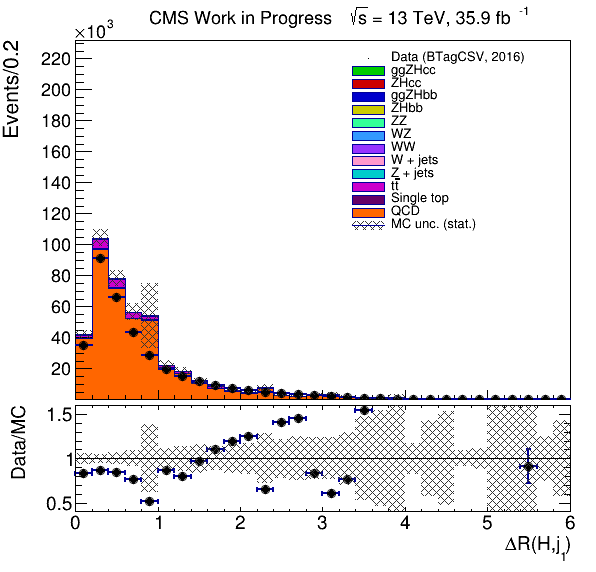 CMS Work in Progress √s = 13 TeV, 35.9 fb⁻¹
×10³
Events/0.2
220
200
180
160
140
120
100
80
60
40
20
Data (BTagCSV, 2016)
ggZHcc
ZHcc
ggZHbb
ZHbb
ZZ
WZ
WW
W + jets
Z + jets
tt̅
Single top
QCD
MC unc. (stat.)
Data/MC
1.5
1
0.5
0 1 2 3 4 5 6
ΔR(H,j₁)